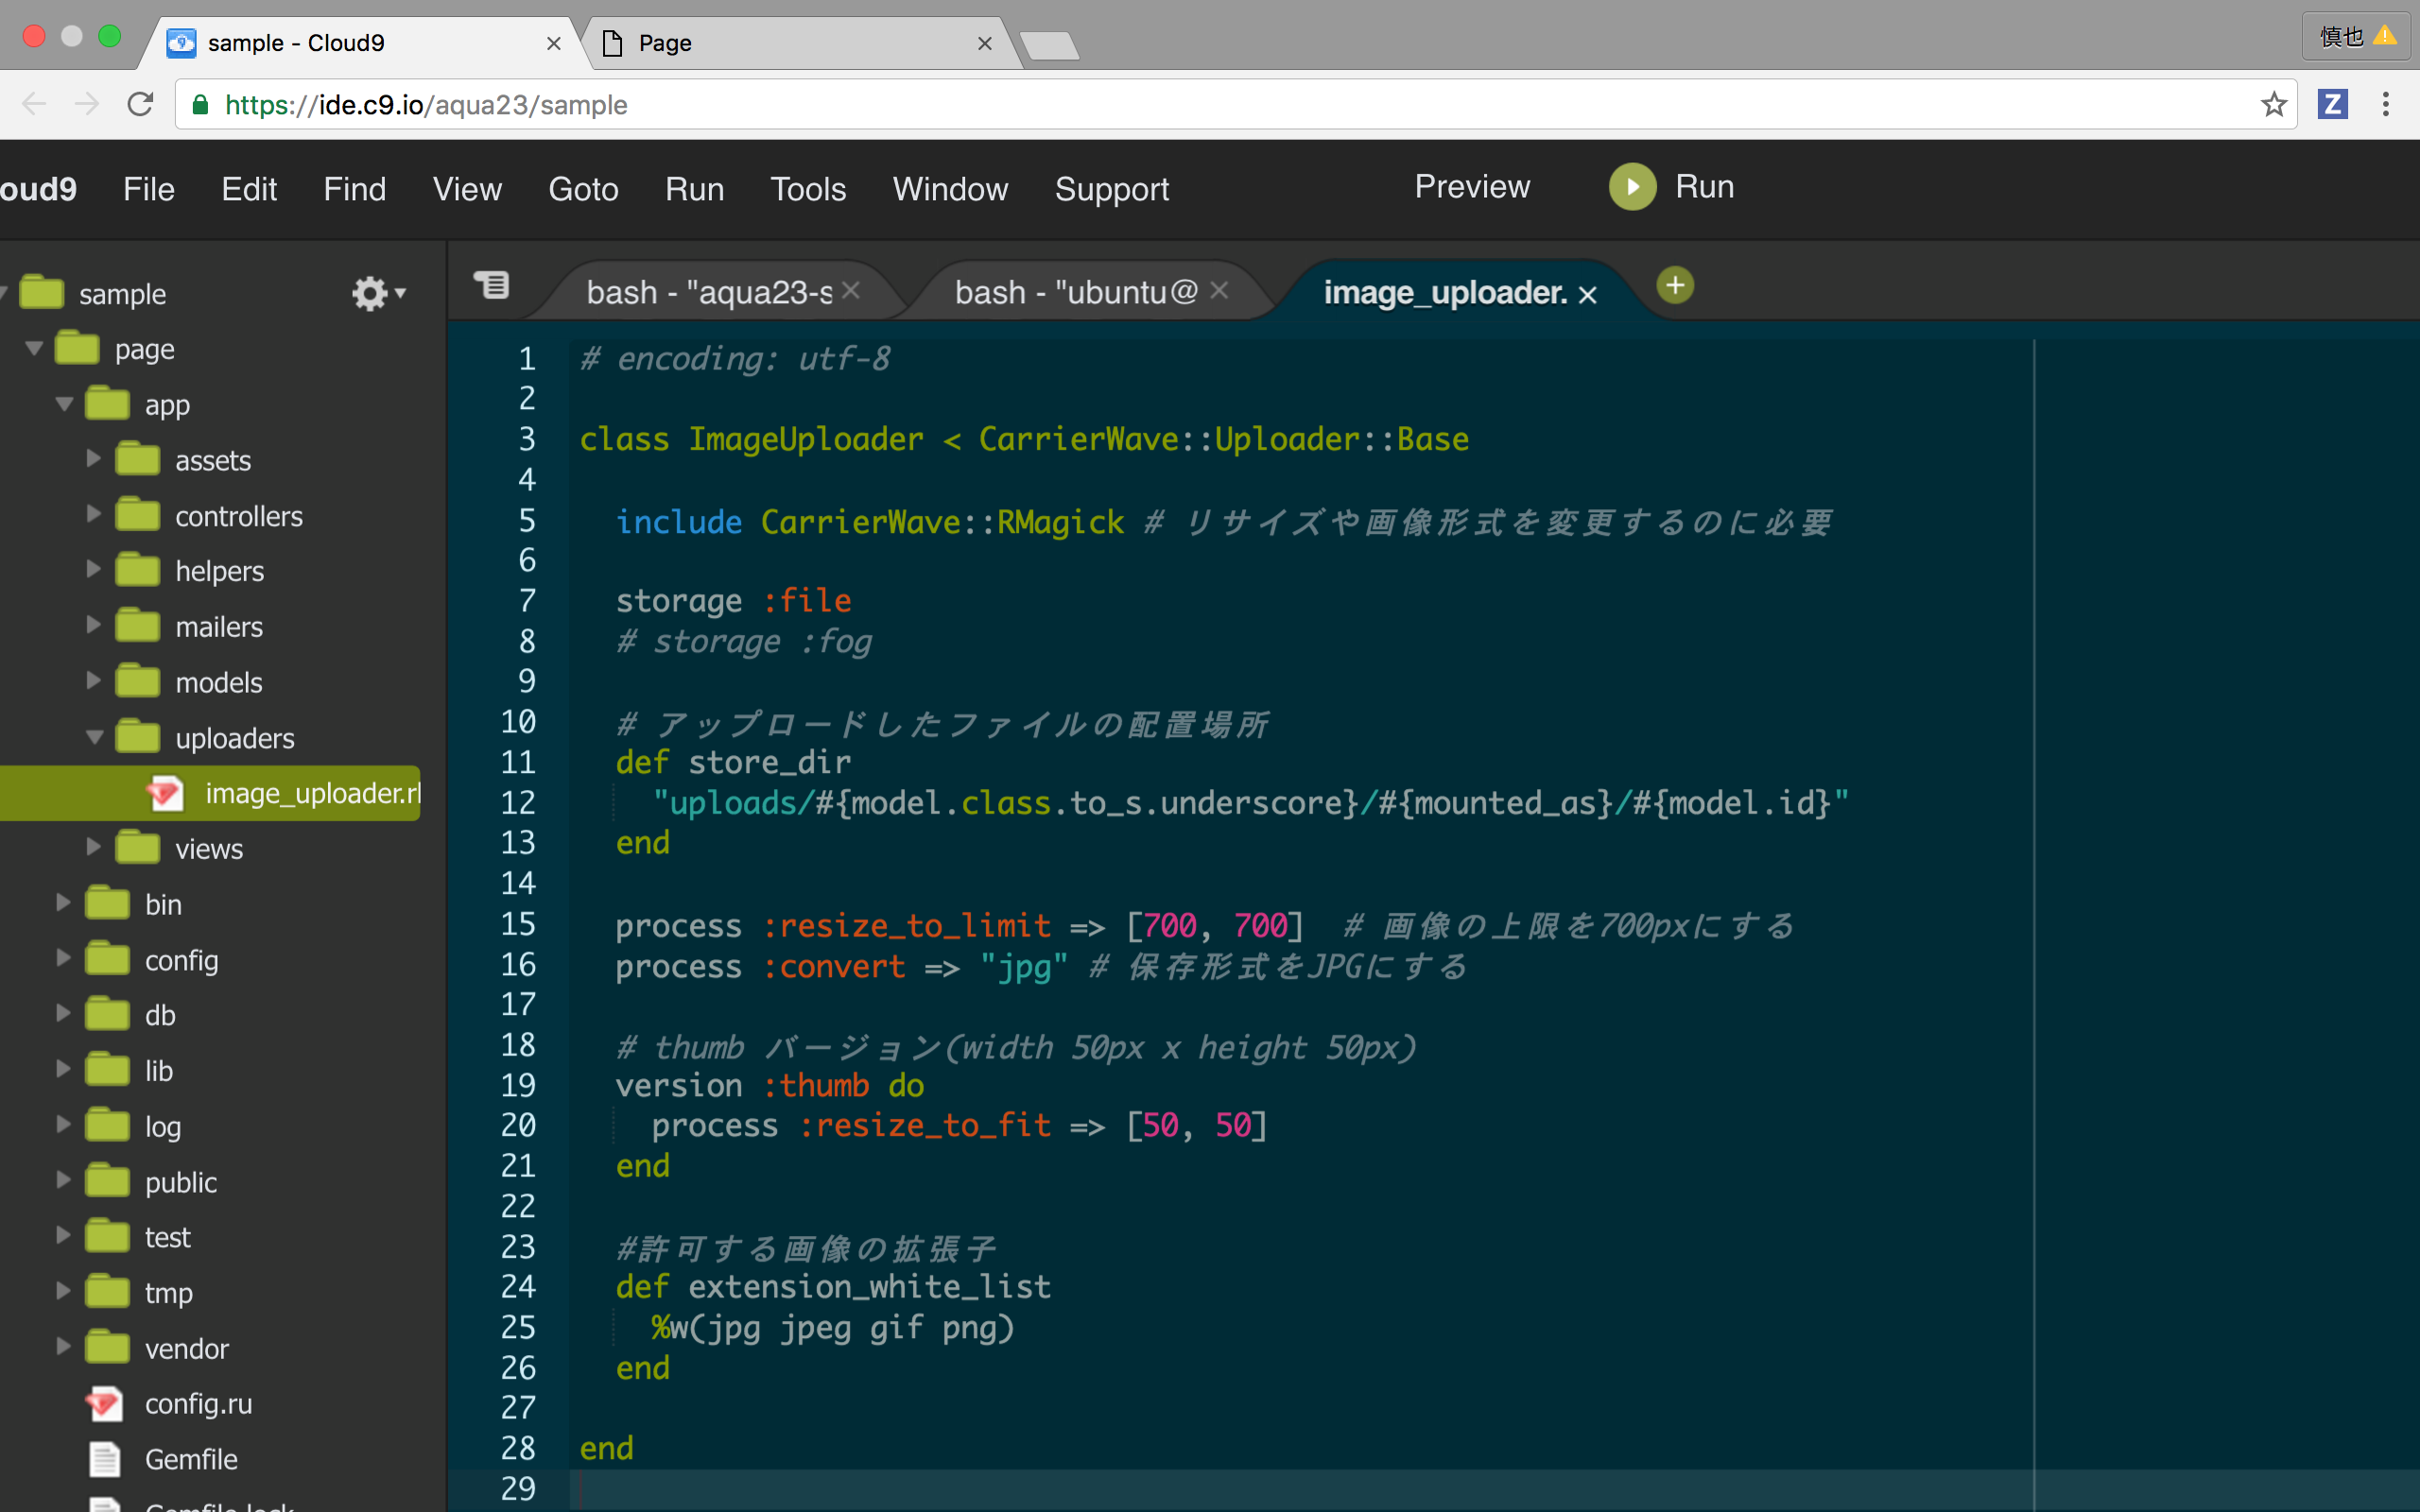 sample - Cloud9
Page
慎也
https://ide.c9.io/aqua23/sample
Z
oud9 File Edit Find View Goto Run Tools Window Support Preview Run
sample
page
app
assets
controllers
helpers
mailers
models
uploaders
image_uploader.r
views
bin
config
db
lib
log
public
test
tmp
vendor
config.ru
Gemfile
Gemfile.lock
bash - "aqua23-s
bash - "ubuntu@
image_uploader.
1 # encoding: utf-8
2
3 class ImageUploader < CarrierWave::Uploader::Base
4
5 include CarrierWave::RMagick # リサイズや画像形式を変更するのに必要
6
7 storage :file
8 # storage :fog
9
10 # アップロードしたファイルの配置場所
11 def store_dir
12 "uploads/#{model.class.to_s.underscore}/#{mounted_as}/#{model.id}"
13 end
14
15 process :resize_to_limit => [700, 700] # 画像の上限を700pxにする
16 process :convert => "jpg" # 保存形式をJPGにする
17
18 # thumb バージョン(width 50px x height 50px)
19 version :thumb do
20 process :resize_to_fit => [50, 50]
21 end
22
23 #許可する画像の拡張子
24 def extension_white_list
25 %w(jpg jpeg gif png)
26 end
27
28 end
29